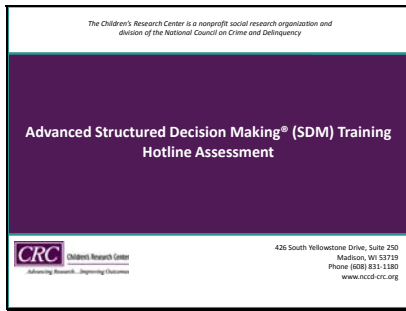 The Children's Research Center is a nonprofit social research organization and
division of the National Council on Crime and Delinquency
Advanced Structured Decision Making® (SDM) Training
Hotline Assessment
CRC Children's Research Center
Advancing Research...Improving Outcomes
426 South Yellowstone Drive, Suite 250
Madison, WI 53719
Phone (608) 831-1180
www.nccd-crc.org